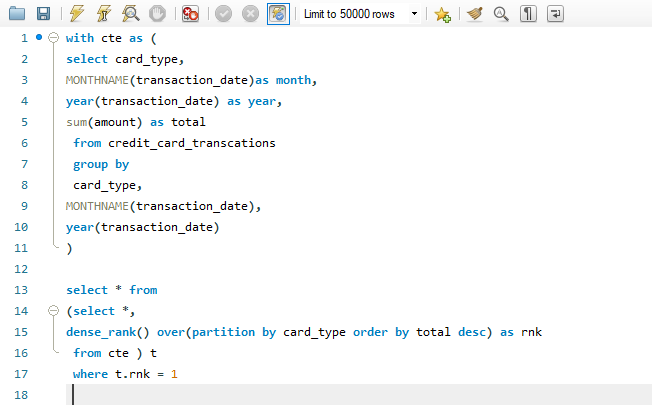 Limit to 50000 rows
1 with cte as (
2 select card_type,
3 MONTHNAME(transaction_date)as month,
4 year(transaction_date) as year,
5 sum(amount) as total
6 from credit_card_transcations
7 group by
8 card_type,
9 MONTHNAME(transaction_date),
10 year(transaction_date)
11 )
12
13 select * from
14 (select *,
15 dense_rank() over(partition by card_type order by total desc) as rnk
16 from cte ) t
17 where t.rnk = 1
18